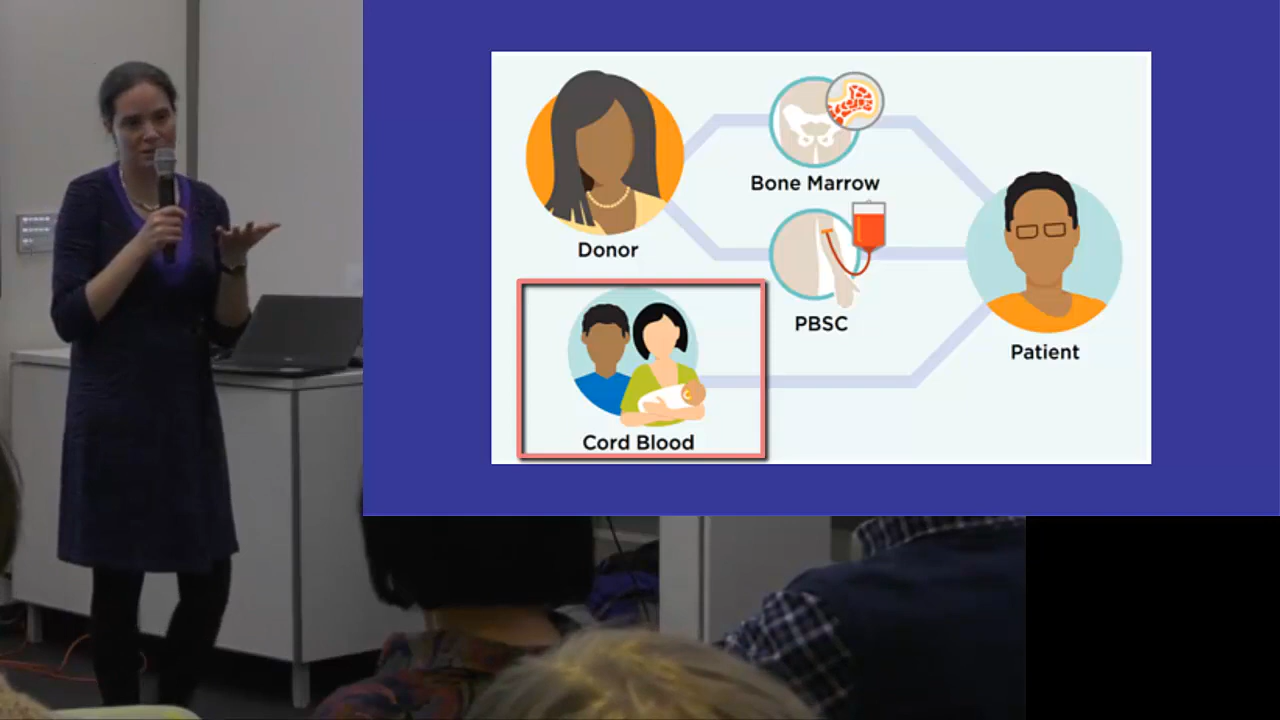 Donor
Bone Marrow
PBSC
Patient
Cord Blood